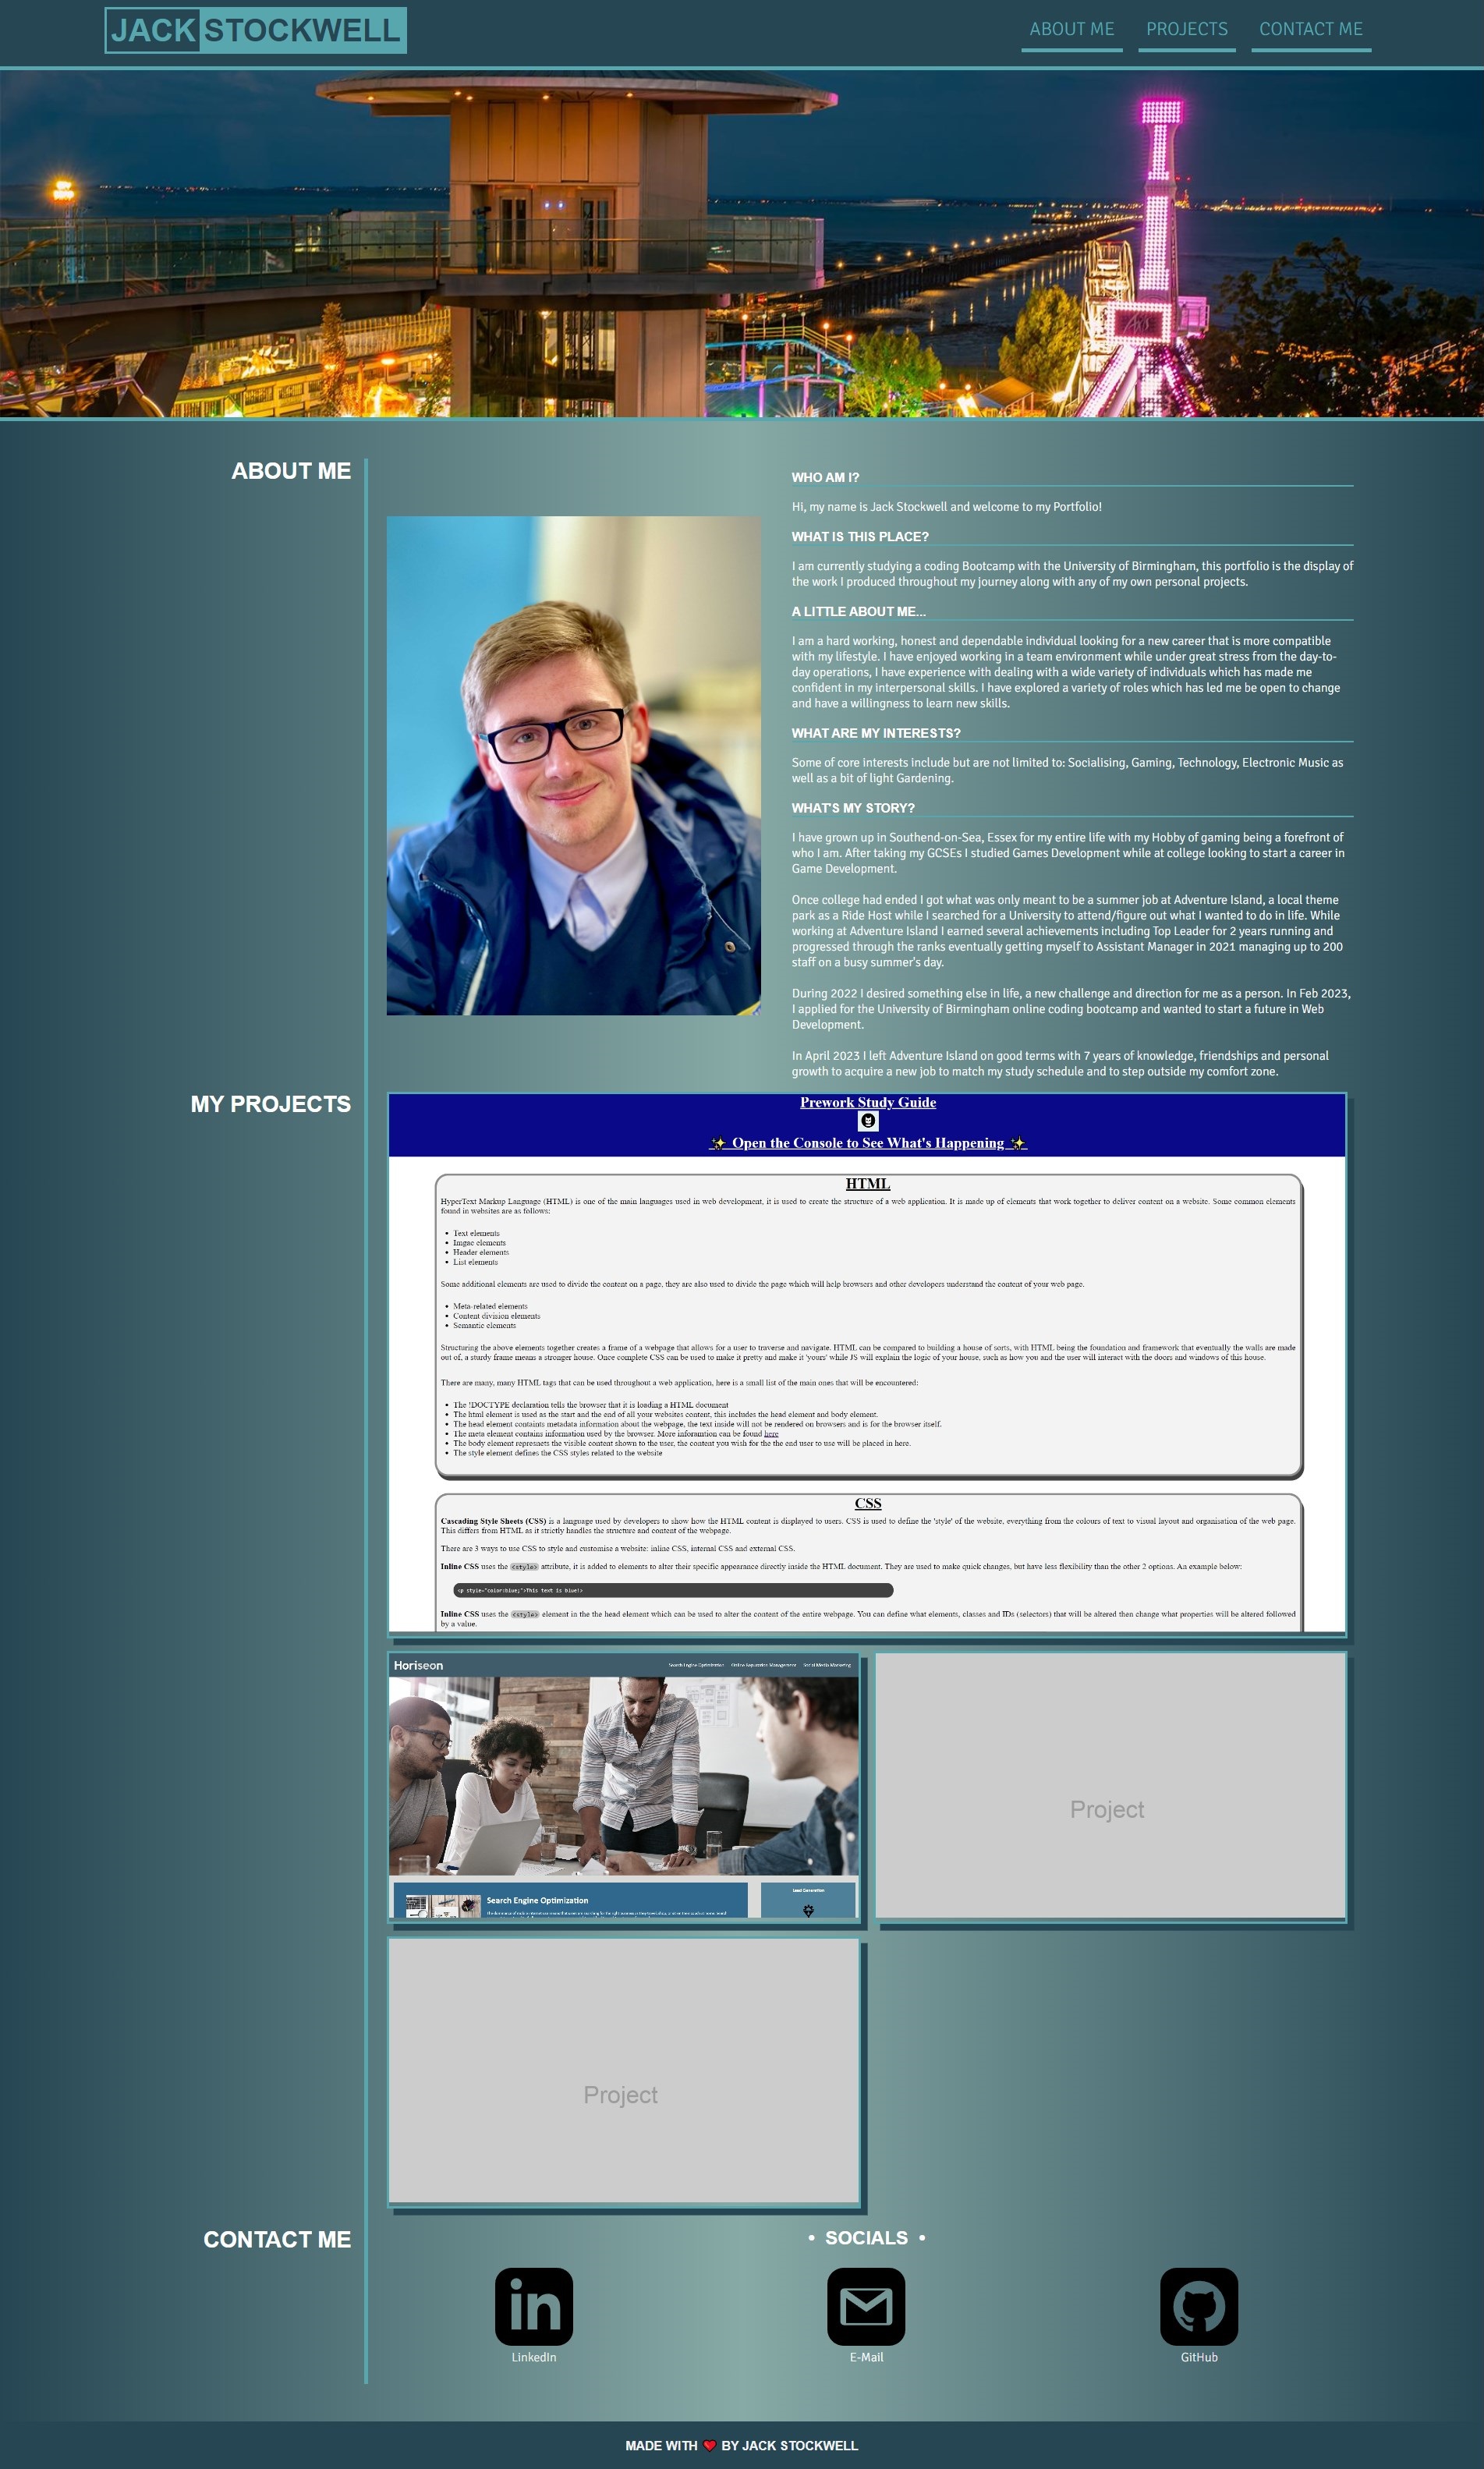 JACK STOCKWELL
ABOUT ME PROJECTS CONTACT ME
ABOUT ME
WHO AM I?
Hi, my name is Jack Stockwell and welcome to my Portfolio!
WHAT IS THIS PLACE?
I am currently studying a coding Bootcamp with the University of Birmingham, this portfolio is the display of
the work I produced throughout my journey along with any of my own personal projects.
A LITTLE ABOUT ME...
I am a hard working, honest and dependable individual looking for a new career that is more compatible
with my lifestyle. I have enjoyed working in a team environment while under great stress from the day-to-
day operations, I have experience with dealing with a wide variety of individuals which has made me
confident in my interpersonal skills. I have explored a variety of roles which has led me be open to change
and have a willingness to learn new skills.
WHAT ARE MY INTERESTS?
Some of core interests include but are not limited to: Socialising, Gaming, Technology, Electronic Music as
well as a bit of light Gardening.
WHAT'S MY STORY?
I have grown up in Southend-on-Sea, Essex for my entire life with my Hobby of gaming being a forefront of
who I am. After taking my GCSEs I studied Games Development while at college looking to start a career in
Game Development.
Once college had ended I got what was only meant to be a summer job at Adventure Island, a local theme
park as a Ride Host while I searched for a University to attend/figure out what I wanted to do in life. While
working at Adventure Island I earned several achievements including Top Leader for 2 years running and
progressed through the ranks eventually getting myself to Assistant Manager in 2021 managing up to 200
staff on a busy summer's day.
During 2022 I desired something else in life, a new challenge and direction for me as a person. In Feb 2023,
I applied for the University of Birmingham online coding bootcamp and wanted to start a future in Web
Development.
In April 2023 I left Adventure Island on good terms with 7 years of knowledge, friendships and personal
growth to acquire a new job to match my study schedule and to step outside my comfort zone.
MY PROJECTS
Prework Study Guide
✨ Open the Console to See What's Happening ✨
HTML
HyperText Markup Language (HTML) is one of the main languages used in web development, it is used to create the structure of a web application. It is made up of elements that work together to deliver content on a website. Some common elements
found in websites are as follows:
• Text elements
• Imgae elements
• Header elements
• List elements
Some additional elements are used to divide the content on a page, they are also used to divide the page which will help browsers and other developers understand the content of your web page.
• Meta-related elements
• Content division elements
• Semantic elements
Structuring the above elements together creates a frame of a webpage that allows for a user to traverse and navigate. HTML can be compared to building a house of sorts, with HTML being the foundation and framework that eventually the walls are made
out of, a sturdy frame means a stronger house. Once complete CSS can be used to make it pretty and make it 'yours' while JS will explain the logic of your house, such as how you and the user will interact with the doors and windows of this house.
There are many, many HTML tags that can be used throughout a web application, here is a small list of the main ones that will be encountered:
• The !DOCTYPE declaration tells the browser that it is loading a HTML document
• The html element is used as the start and the end of all your websites content, this includes the head element and body element.
• The head element containts metadata information about the webpage, the text inside will not be rendered on browsers and is for the browser itself.
• The meta element contains information used by the browser. More inforamtion can be found here
• The body element represnets the visible content shown to the user, the content you wish for the the end user to use will be placed in here.
• The style element defines the CSS styles related to the website
CSS
Cascading Style Sheets (CSS) is a language used by developers to show how the HTML content is displayed to users. CSS is used to define the 'style' of the website, everything from the colours of text to visual layout and organisation of the web page.
This differs from HTML as it strictly handles the structure and content of the webpage.
There are 3 ways to use CSS to style and customise a website: inline CSS, internal CSS and external CSS.
Inline CSS uses the <style> attribute, it is added to elements to alter their specific appearance directly inside the HTML document. They are used to make quick changes, but have less flexibility than the other 2 options. An example below:
<p style="color:blue;">This text is blue!>
Inline CSS uses the <style> element in the the head element which can be used to alter the content of the entire webpage. You can define what elements, classes and IDs (selectors) that will be altered then change what properties will be altered followed
by a value.
Horiseon
Search Engine Optimization Online Reputation Management Social Media Marketing
Search Engine Optimization
Lead Generation
Project
Project
CONTACT ME
• SOCIALS •
LinkedIn
E-Mail
GitHub
MADE WITH ❤ BY JACK STOCKWELL